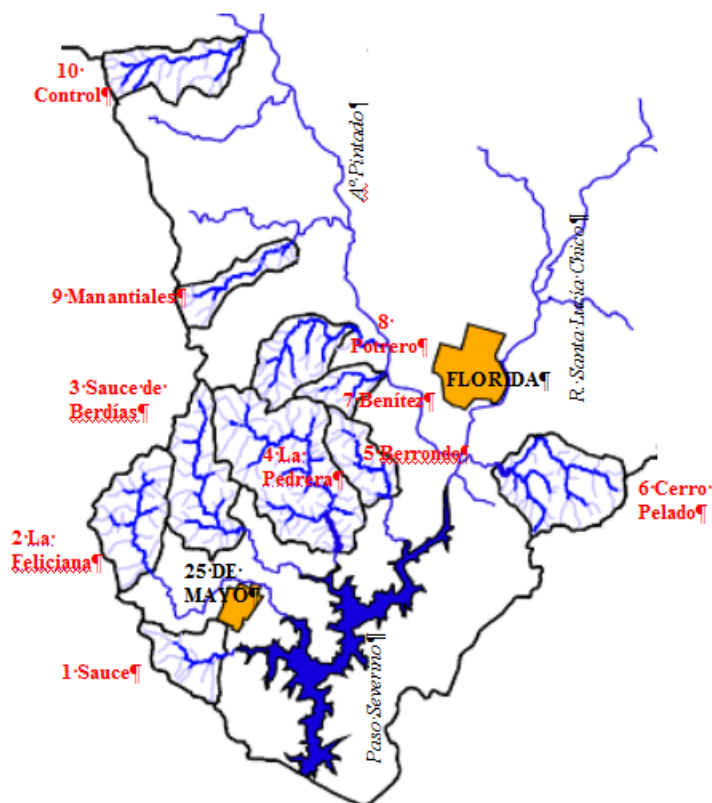 10·
Control¶
Aº·Pintado¶
R.·Santa·Lucía·Chico¶
9·Manantiales¶
8·
Potrero¶
FLORIDA¶
3·Sauce·de·
Berdías¶
7·Benítez¶
4·La·
Pedrera¶
5·Berrondo¶
6·Cerro·
Pelado¶
2·La·
Feliciana¶
25·DE·
MAYO¶
1·Sauce¶
Paso·Severino¶